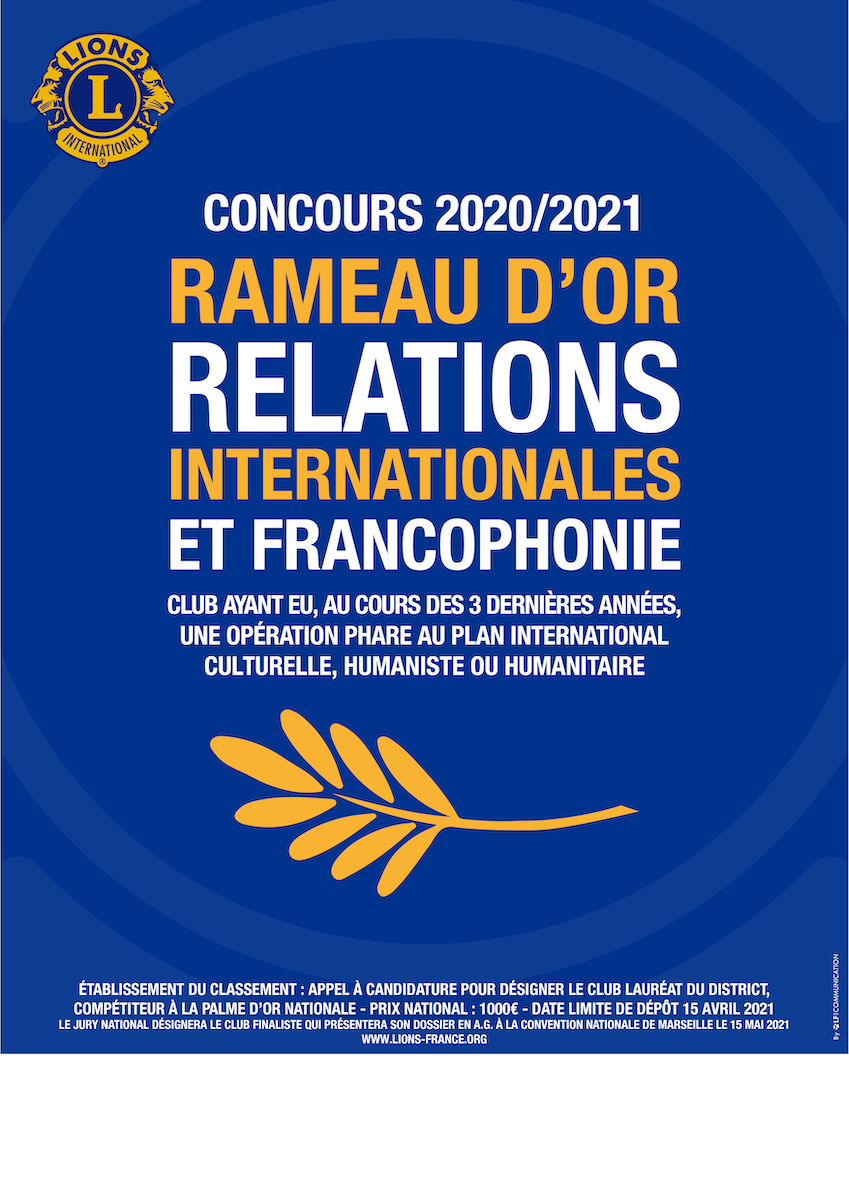 LIONS
L
INTERNATIONAL
®
CONCOURS 2020/2021
RAMEAU D’OR
RELATIONS
INTERNATIONALES
ET FRANCOPHONIE
CLUB AYANT EU, AU COURS DES 3 DERNIÈRES ANNÉES,
UNE OPÉRATION PHARE AU PLAN INTERNATIONAL
CULTURELLE, HUMANISTE OU HUMANITAIRE
ÉTABLISSEMENT DU CLASSEMENT : APPEL À CANDIDATURE POUR DÉSIGNER LE CLUB LAURÉAT DU DISTRICT,
COMPÉTITEUR À LA PALME D’OR NATIONALE - PRIX NATIONAL : 1000€ - DATE LIMITE DE DÉPÔT 15 AVRIL 2021
LE JURY NATIONAL DÉSIGNERA LE CLUB FINALISTE QUI PRÉSENTERA SON DOSSIER EN A.G. À LA CONVENTION NATIONALE DE MARSEILLE LE 15 MAI 2021
WWW.LIONS-FRANCE.ORG
By @LFICOMMUNICATION